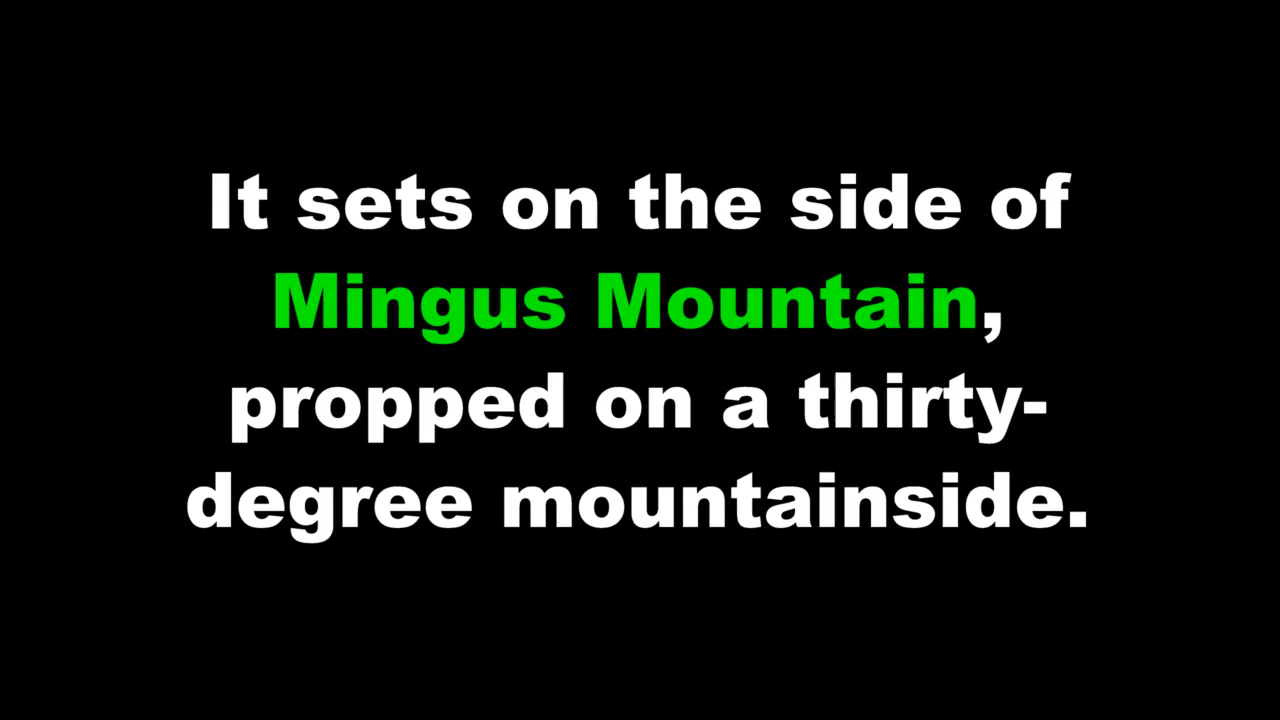 It sets on the side of
Mingus Mountain,
propped on a thirty-
degree mountainside.